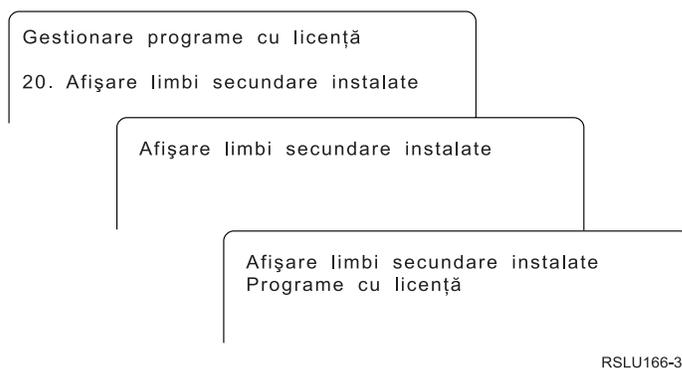 Gestionare programe cu licență
20. Afişare limbi secundare instalate
Afişare limbi secundare instalate
Afişare limbi secundare instalate
Programe cu licență
RSLU166-3